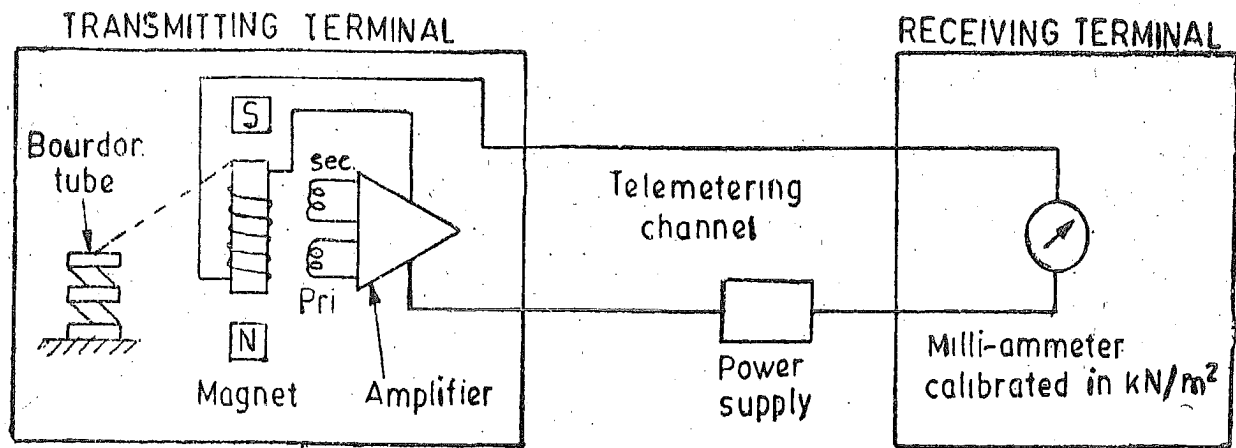 TRANSMITTING TERMINAL
RECEIVING TERMINAL
S
Bourdor.
tube
sec.
Telemetering
channel
Pri
N
Magnet
Amplifier
Power
supply
Milli-ammeter
calibrated in kN/m²